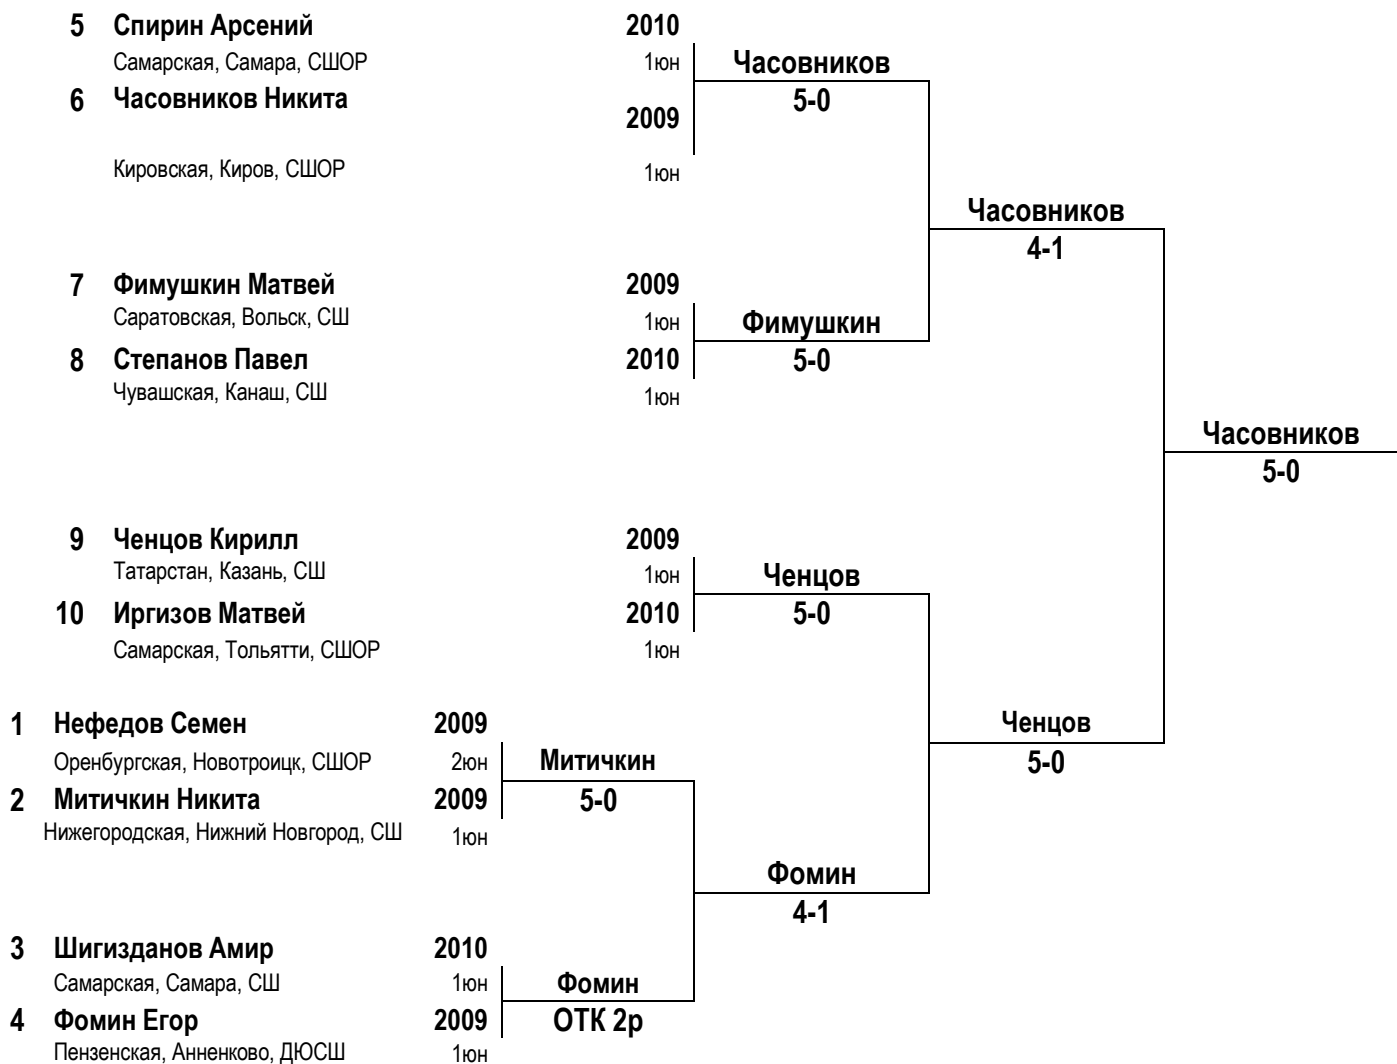 5 Спирин Арсений 2010
Самарская, Самара, СШОР 1юн
Часовников
6 Часовников Никита
5-0
2009
Кировская, Киров, СШОР 1юн
Часовников
4-1
7 Фимушкин Матвей 2009
Саратовская, Вольск, СШ 1юн
Фимушкин
8 Степанов Павел 2010
5-0
Чувашская, Канаш, СШ 1юн
Часовников
5-0
9 Ченцов Кирилл 2009
Татарстан, Казань, СШ 1юн
Ченцов
10 Иргизов Матвей 2010
5-0
Самарская, Тольятти, СШОР 1юн
1 Нефедов Семен 2009
Ченцов
Оренбургская, Новотроицк, СШОР 2юн
Митичкин
5-0
2 Митичкин Никита 2009
5-0
Нижегородская, Нижний Новгород, СШ 1юн
Фомин
4-1
3 Шигизданов Амир 2010
Самарская, Самара, СШ 1юн
Фомин
4 Фомин Егор 2009
ОТК 2р
Пензенская, Анненково, ДЮСШ 1юн